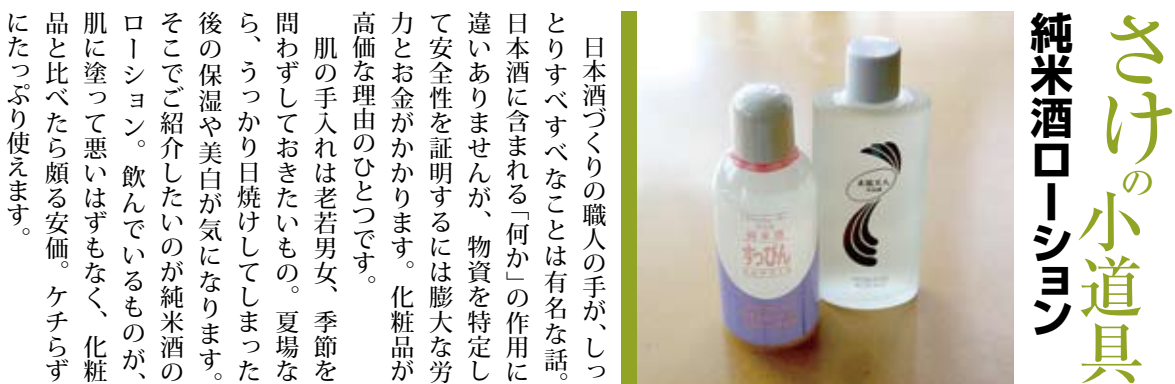 さけの小道具
純米酒ローション
純米酒
すっぴん
日本酒づくりの職人の手が、しっ
とりすべすべなことは有名な話。
日本酒に含まれる「何か」の作用に
違いありませんが、物資を特定し
て安全性を証明するには膨大な労
力とお金がかかります。化粧品が
高価な理由のひとつです。
肌の手入れは老若男女、季節を
問わずしておきたいもの。夏場な
ら、うっかり日焼けしてしまった
後の保湿や美白が気になります。
そこでご紹介したいのが純米酒の
ローション。飲んでいるものが、
肌に塗って悪いはずもなく、化粧
品と比べたら頗る安価。ケチらず
にたっぷり使えます。